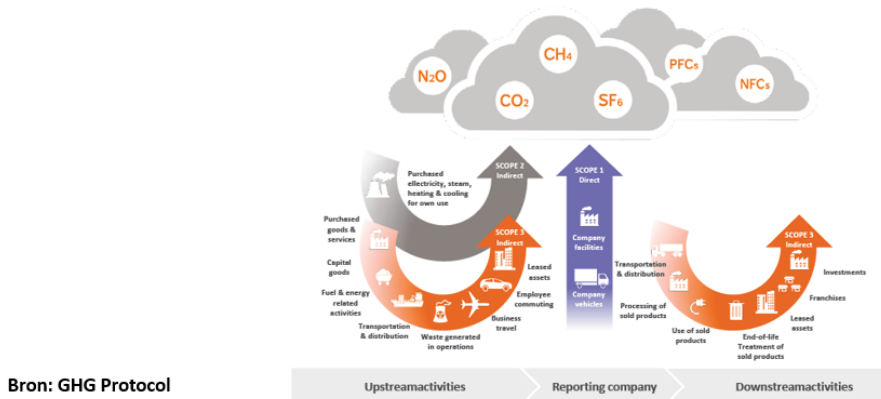 N₂O
CH₄
CO₂
SF₆
PFCₛ
NFCₛ
SCOPE 2
Indirect
Purchased
ellectricity, steam,
heating & cooling
for own use
SCOPE 1
Direct
Company
facilities
Company
vehicles
SCOPE 3
Indirect
Purchased
goods &
services
Capital
goods
Fuel & energy
related
activities
Transportation
& distribution
Waste generated
in operations
Business
travel
Employee
commuting
Leased
assets
SCOPE 3
Indirect
Transportation
& distribution
Processing of
sold products
Use of sold
products
End-of-life
Treatment of
sold products
Leased
assets
Franchises
Investments
Bron: GHG Protocol
Upstreamactivities
Reporting company
Downstreamactivities